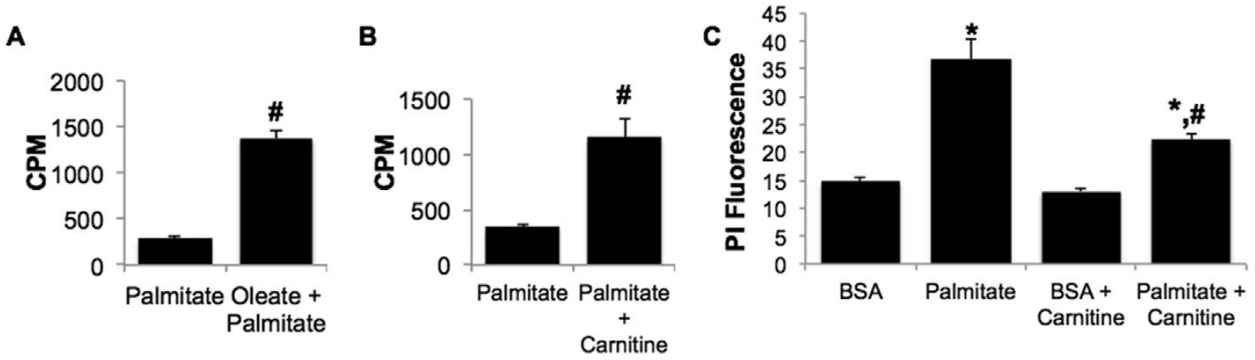 A
CPM
2000
1500
1000
500
0
#
Palmitate Oleate +
Palmitate
B
CPM
1500
1000
500
0
#
Palmitate Palmitate
+
Carnitine
C
PI Fluorescence
45
40
35
30
25
20
15
10
5
0
*
*,#
BSA Palmitate BSA + Palmitate +
Carnitine Carnitine